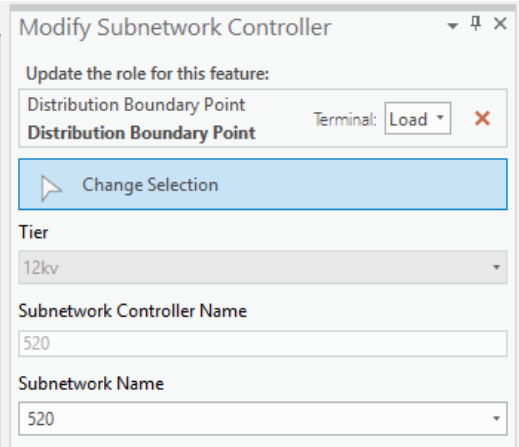 Modify Subnetwork Controller
Update the role for this feature:
Distribution Boundary Point
Terminal: Load
Distribution Boundary Point
Change Selection
Tier
12kv
Subnetwork Controller Name
520
Subnetwork Name
520